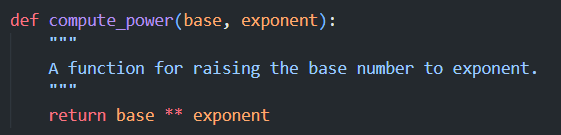 def compute_power(base, exponent):
    """
    A function for raising the base number to exponent.
    """
    return base ** exponent